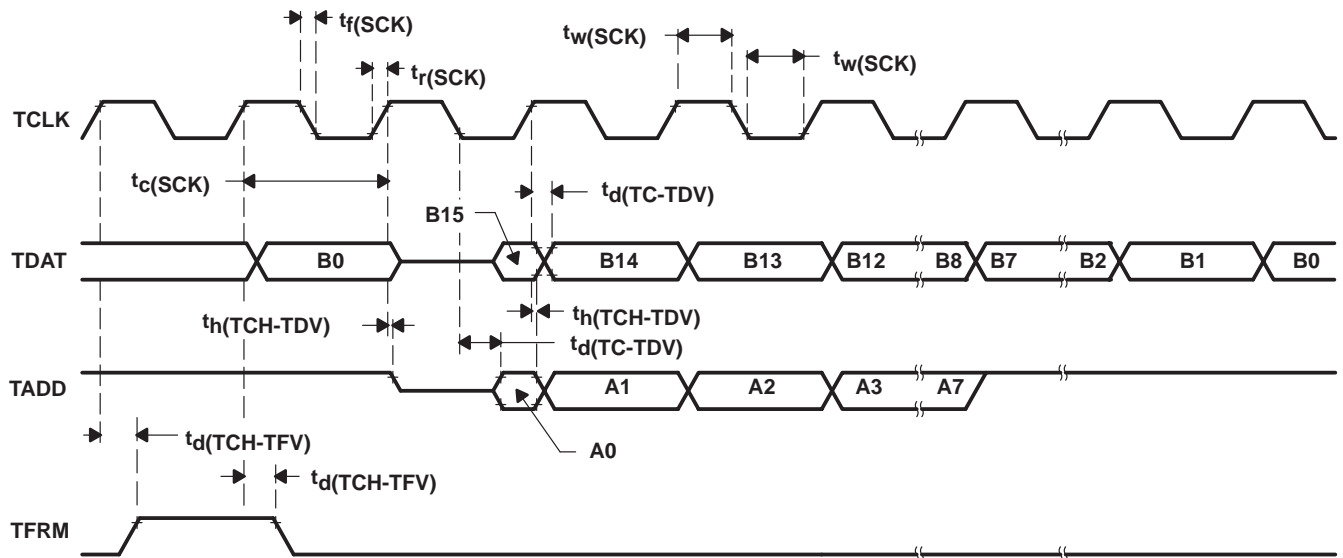 tf(SCK)
tr(SCK)
tw(SCK)
tw(SCK)
TCLK
tc(SCK)
td(TC-TDV)
B15
TDAT
B0
B14
B13
B12
B8
B7
B2
B1
B0
th(TCH-TDV)
th(TCH-TDV)
td(TC-TDV)
TADD
A1
A2
A3
A7
td(TCH-TFV)
A0
td(TCH-TFV)
TFRM